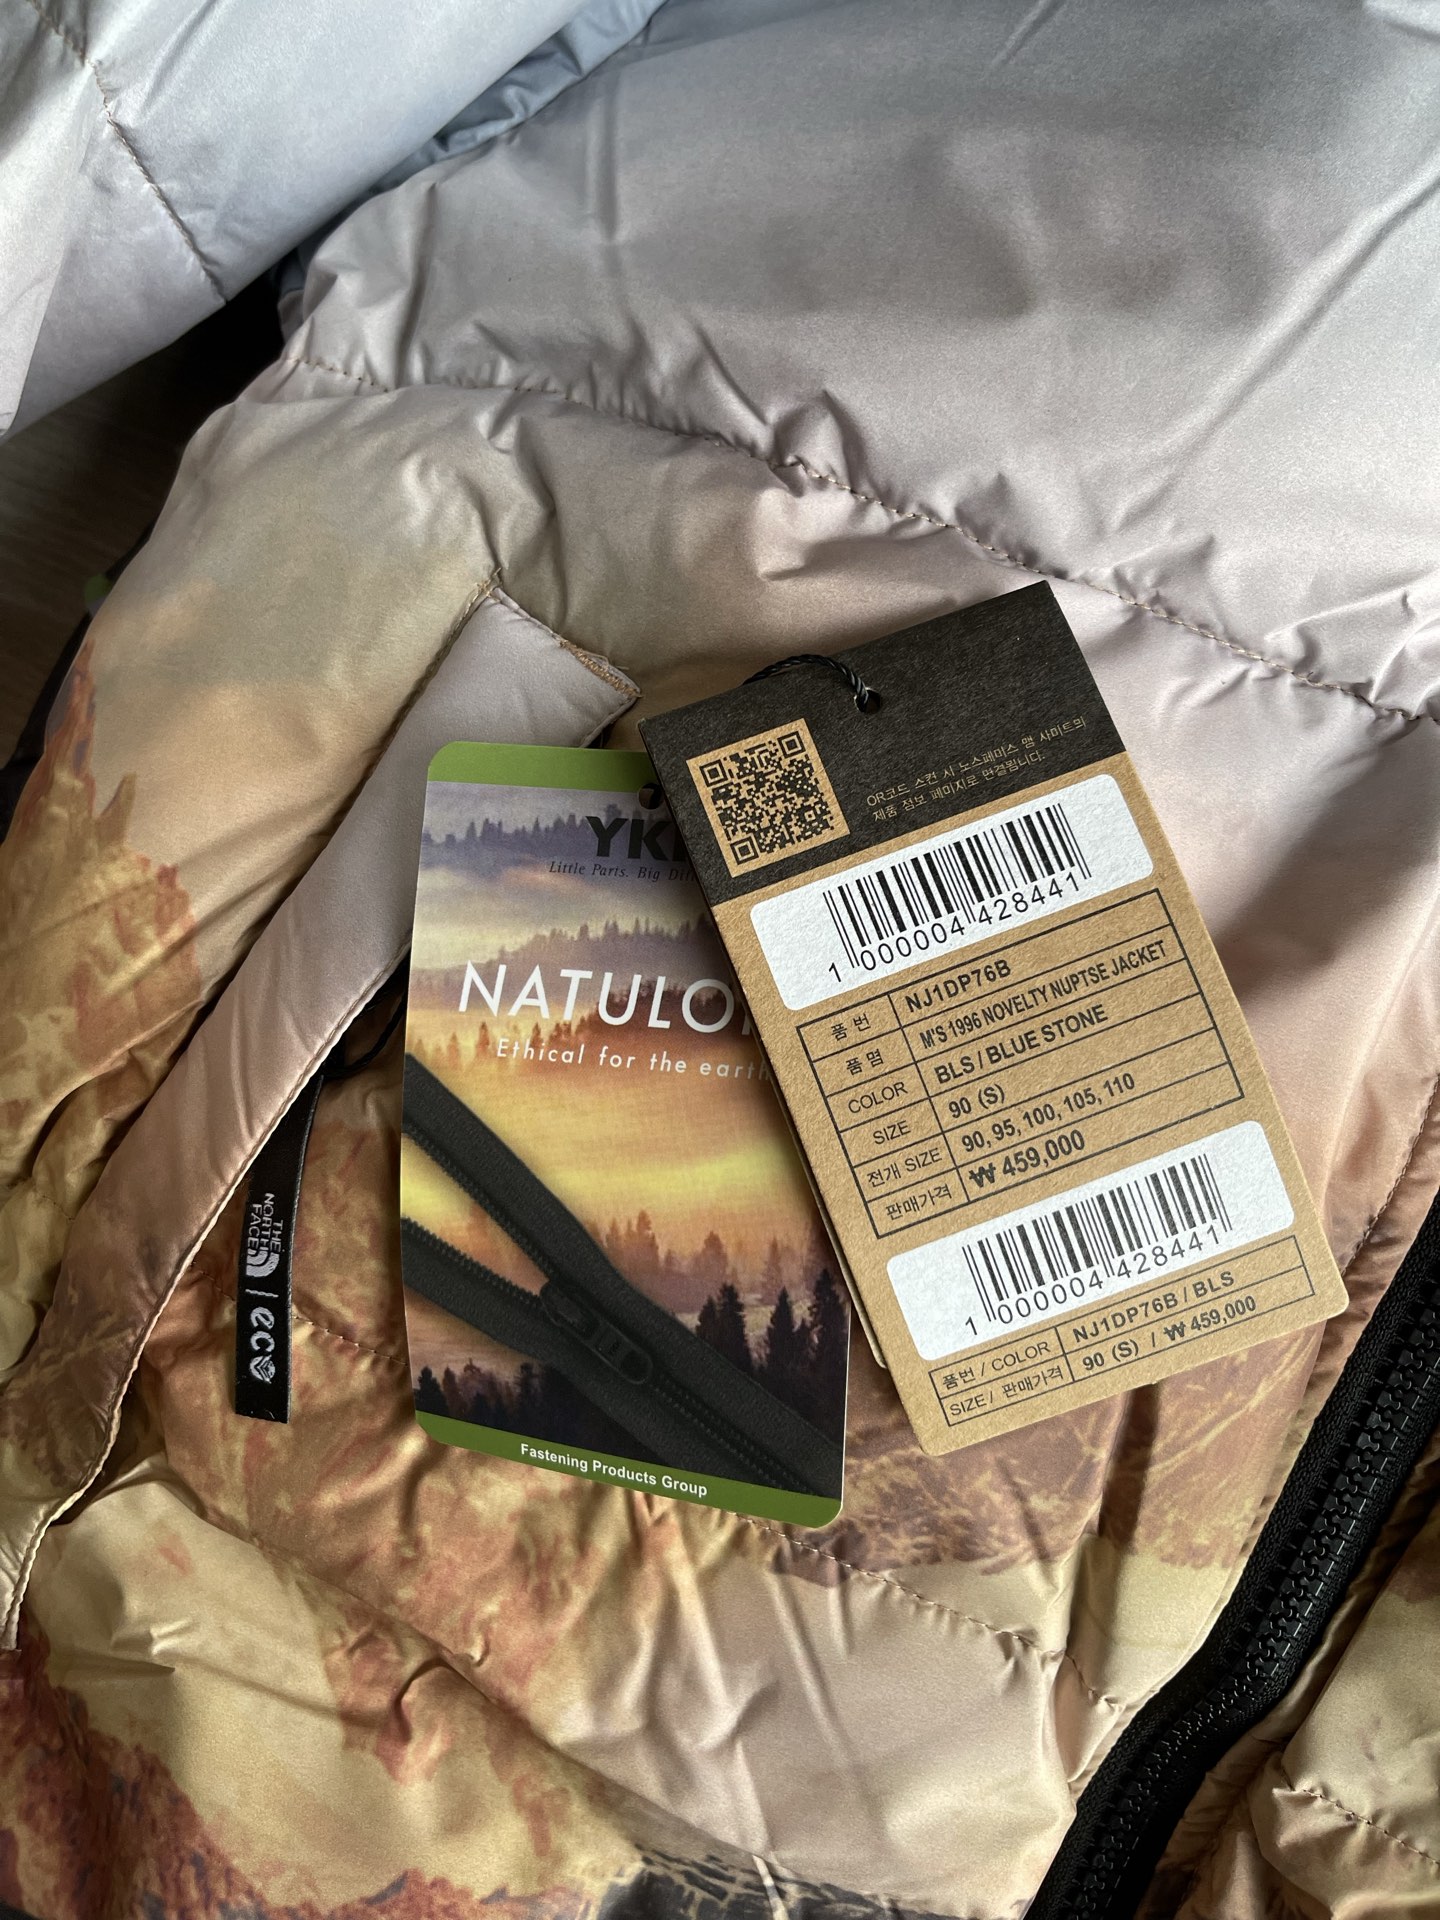 QR코드 스캔 시 노스페이스 앱 사이트의
제품 정보 페이지로 연결됩니다.
1 000004 428441
품 번 NJ1DP76B
품 명 M'S 1996 NOVELTY NUPTSE JACKET
COLOR BLS / BLUE STONE
SIZE 90 (S)
전개 SIZE 90, 95, 100, 105, 110
판매가격 ₩ 459,000
1 000004 428441
품번 / COLOR NJ1DP76B / BLS
SIZE / 판매가격 90 (S) / ₩ 459,000
Little Parts. Big
Ethical for the earth
Fastening Products Group
THE
NORTH
FACE
eco